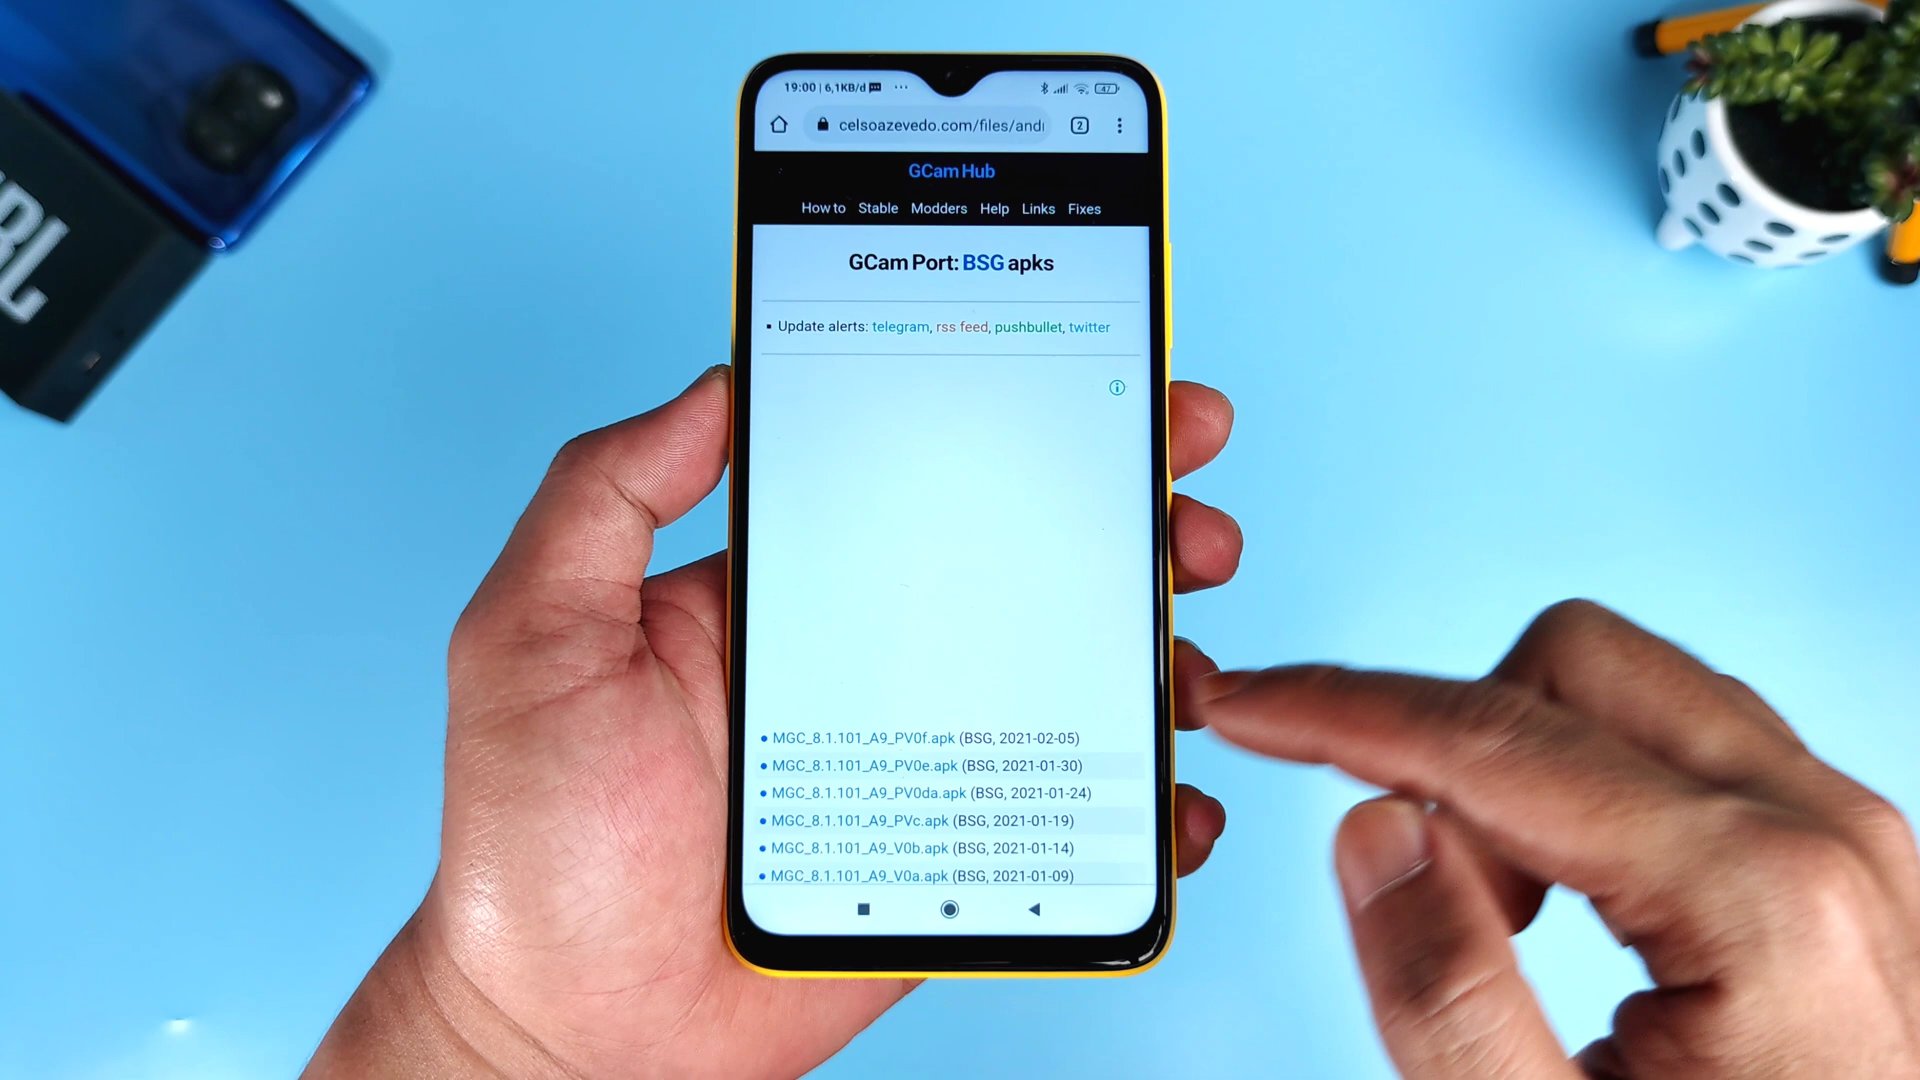 19:00 | 6,1KB/d ...
47
celsoazevedo.com/files/andr
2
GCam Hub
How to Stable Modders Help Links Fixes
GCam Port: BSG apks
▪ Update alerts: telegram, rss feed, pushbullet, twitter
• MGC_8.1.101_A9_PV0f.apk (BSG, 2021-02-05)
• MGC_8.1.101_A9_PV0e.apk (BSG, 2021-01-30)
• MGC_8.1.101_A9_PV0da.apk (BSG, 2021-01-24)
• MGC_8.1.101_A9_PVc.apk (BSG, 2021-01-19)
• MGC_8.1.101_A9_V0b.apk (BSG, 2021-01-14)
• MGC_8.1.101_A9_V0a.apk (BSG, 2021-01-09)
JBL